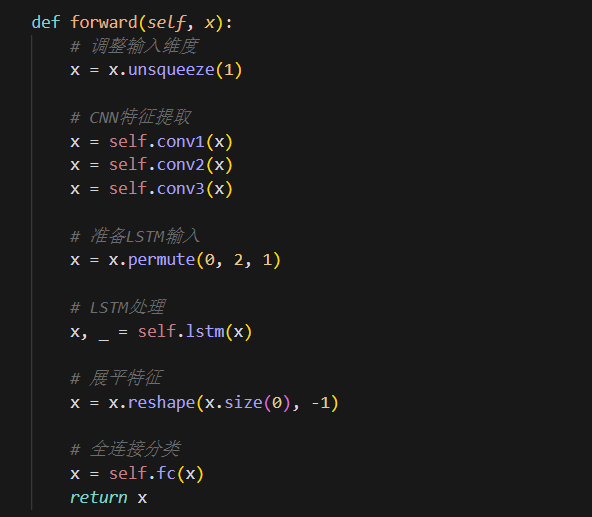 def forward(self, x):
# 调整输入维度
x = x.unsqueeze(1)
# CNN特征提取
x = self.conv1(x)
x = self.conv2(x)
x = self.conv3(x)
# 准备LSTM输入
x = x.permute(0, 2, 1)
# LSTM处理
x, _ = self.lstm(x)
# 展平特征
x = x.reshape(x.size(0), -1)
# 全连接分类
x = self.fc(x)
return x